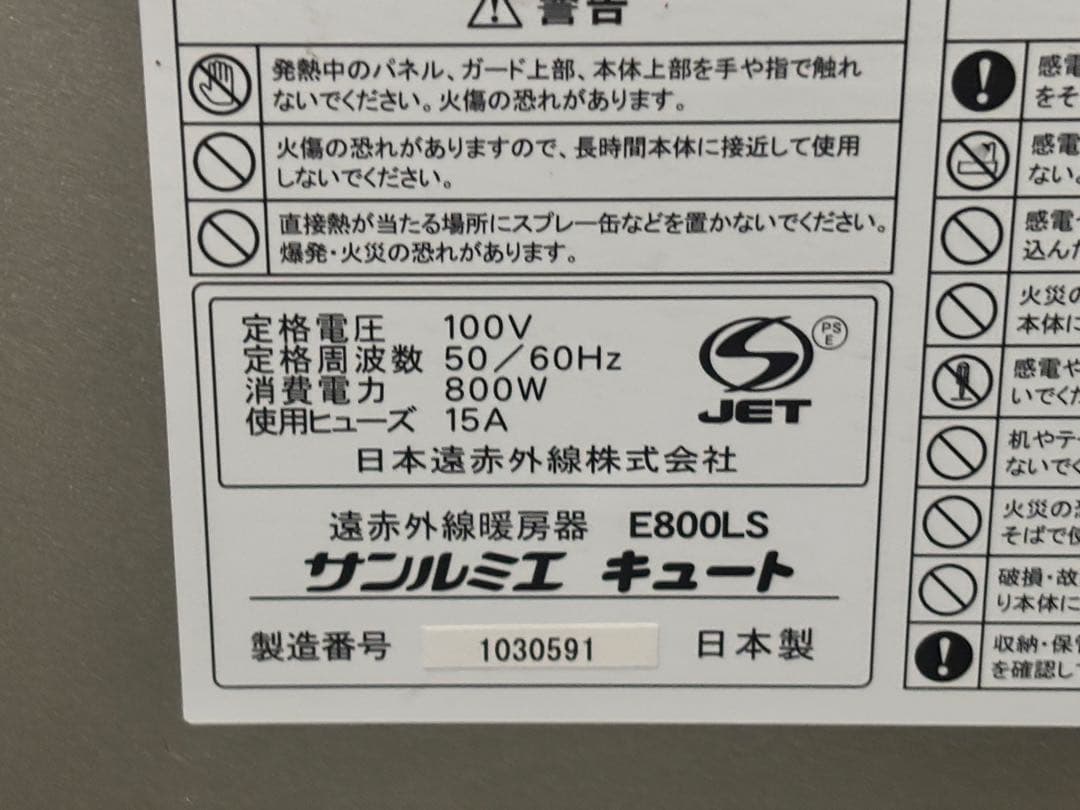 警告
発熱中のパネル、ガード上部、本体上部を手や指で触れ
ないでください。火傷の恐れがあります。
火傷の恐れがありますので、長時間本体に接近して使用
しないでください。
直接熱が当たる場所にスプレー缶などを置かないでください。
爆発・火災の恐れがあります。
定格電圧 100V
定格周波数 50／60Hz
消費電力 800W
使用ヒューズ 15A
JET
PS
E
日本遠赤外線株式会社
遠赤外線暖房器 E800LS
サンルミエ キュート
製造番号 1030591 日本製
感電
をそ
感電
ない
感電
込んだ
火災の
本体に
感電や
いでくだ
机やテー
ないでく
火災の
そばで使
破損・故
り本体に
収納・保管
を確認して